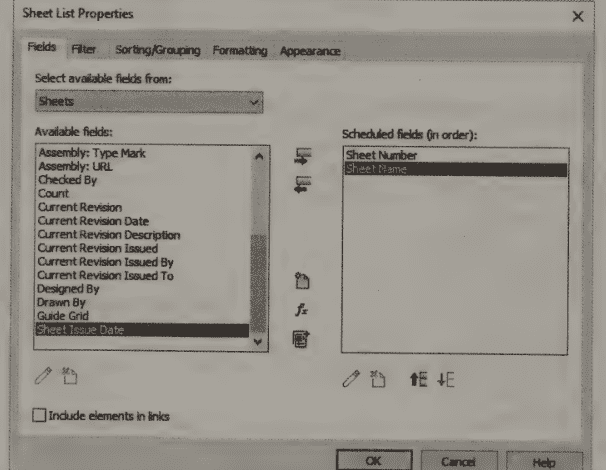 Sheet List Properties
Fields Filter Sorting/Grouping Formatting Appearance
Select available fields from:
Sheets
Available fields:
Assembly: Type Mark
Assembly: URL
Checked By
Count
Current Revision
Current Revision Date
Current Revision Description
Current Revision Issued
Current Revision Issued By
Current Revision Issued To
Designed By
Drawn By
Guide Grid
Sheet Issue Date
fx
Scheduled fields (in order):
Sheet Number
Sheet Name
Include elements in links
OK Cancel Help